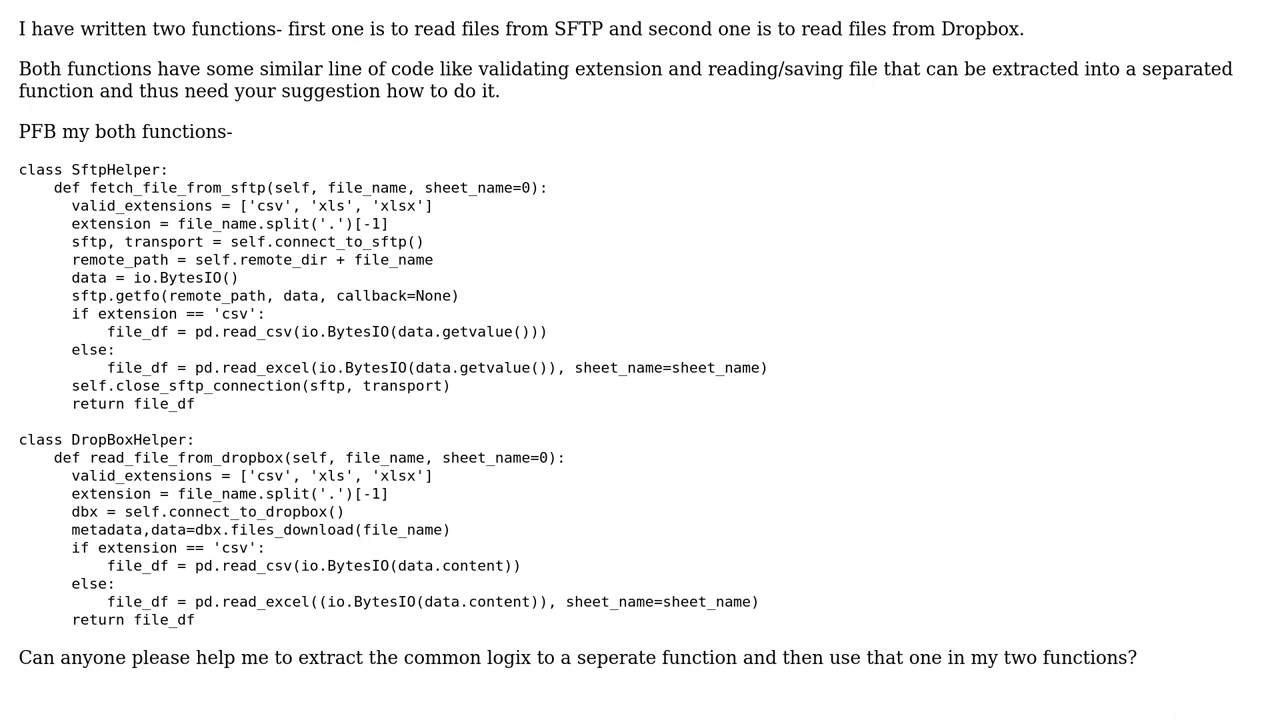 I have written two functions- first one is to read files from SFTP and second one is to read files from Dropbox.
Both functions have some similar line of code like validating extension and reading/saving file that can be extracted into a separated
function and thus need your suggestion how to do it.
PFB my both functions-
class SftpHelper:
    def fetch_file_from_sftp(self, file_name, sheet_name=0):
      valid_extensions = ['csv', 'xls', 'xlsx']
      extension = file_name.split('.')[-1]
      sftp, transport = self.connect_to_sftp()
      remote_path = self.remote_dir + file_name
      data = io.BytesIO()
      sftp.getfo(remote_path, data, callback=None)
      if extension == 'csv':
          file_df = pd.read_csv(io.BytesIO(data.getvalue()))
      else:
          file_df = pd.read_excel(io.BytesIO(data.getvalue()), sheet_name=sheet_name)
      self.close_sftp_connection(sftp, transport)
      return file_df
class DropBoxHelper:
    def read_file_from_dropbox(self, file_name, sheet_name=0):
      valid_extensions = ['csv', 'xls', 'xlsx']
      extension = file_name.split('.')[-1]
      dbx = self.connect_to_dropbox()
      metadata,data=dbx.files_download(file_name)
      if extension == 'csv':
          file_df = pd.read_csv(io.BytesIO(data.content))
      else:
          file_df = pd.read_excel((io.BytesIO(data.content)), sheet_name=sheet_name)
      return file_df
Can anyone please help me to extract the common logix to a seperate function and then use that one in my two functions?